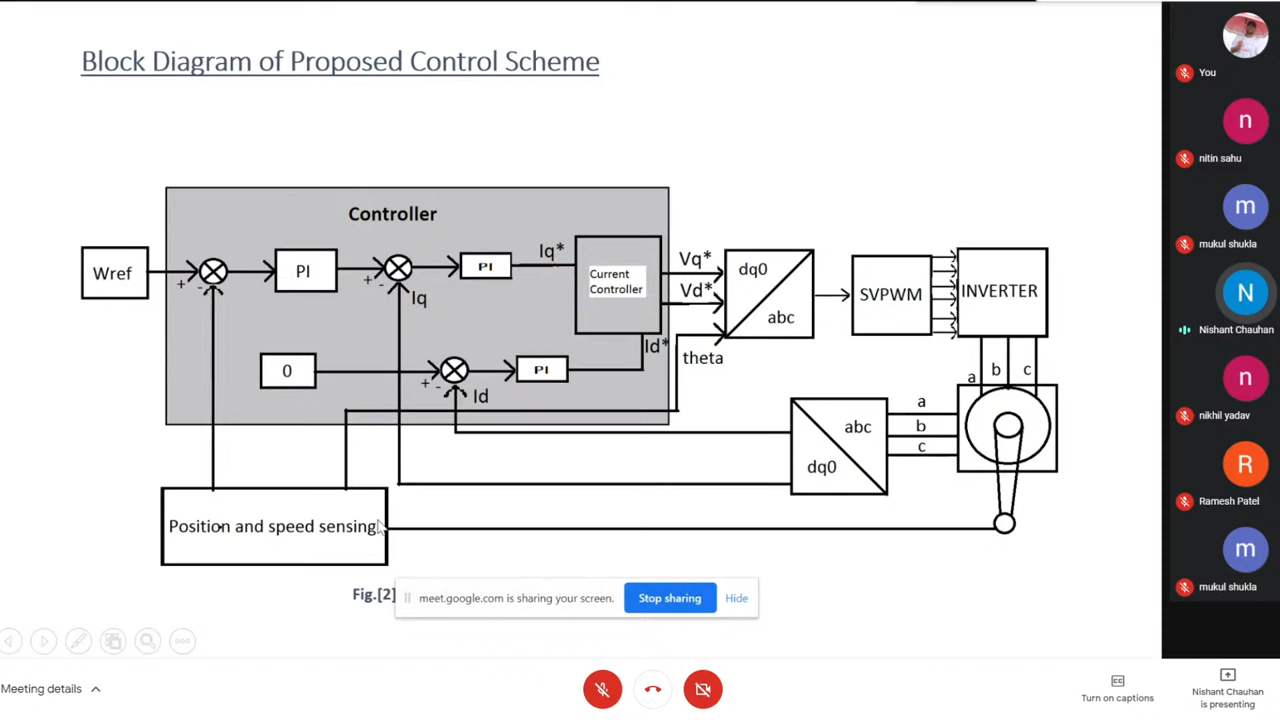 Block Diagram of Proposed Control Scheme
Controller
Wref
+
-
PI
+
-
Iq
PI
Iq*
Current
Controller
Vq*
Vd*
theta
dq0
abc
SVPWM
INVERTER
0
+
-
Id
PI
Id*
a
b
c
abc
dq0
a
b
c
Position and speed sensing
Fig.[2]
meet.google.com is sharing your screen.
Stop sharing
Hide
You
n
nitin sahu
m
mukul shukla
N
Nishant Chauhan
n
nikhil yadav
R
Ramesh Patel
m
mukul shukla
Meeting details
CC
Turn on captions
Nishant Chauhan
is presenting